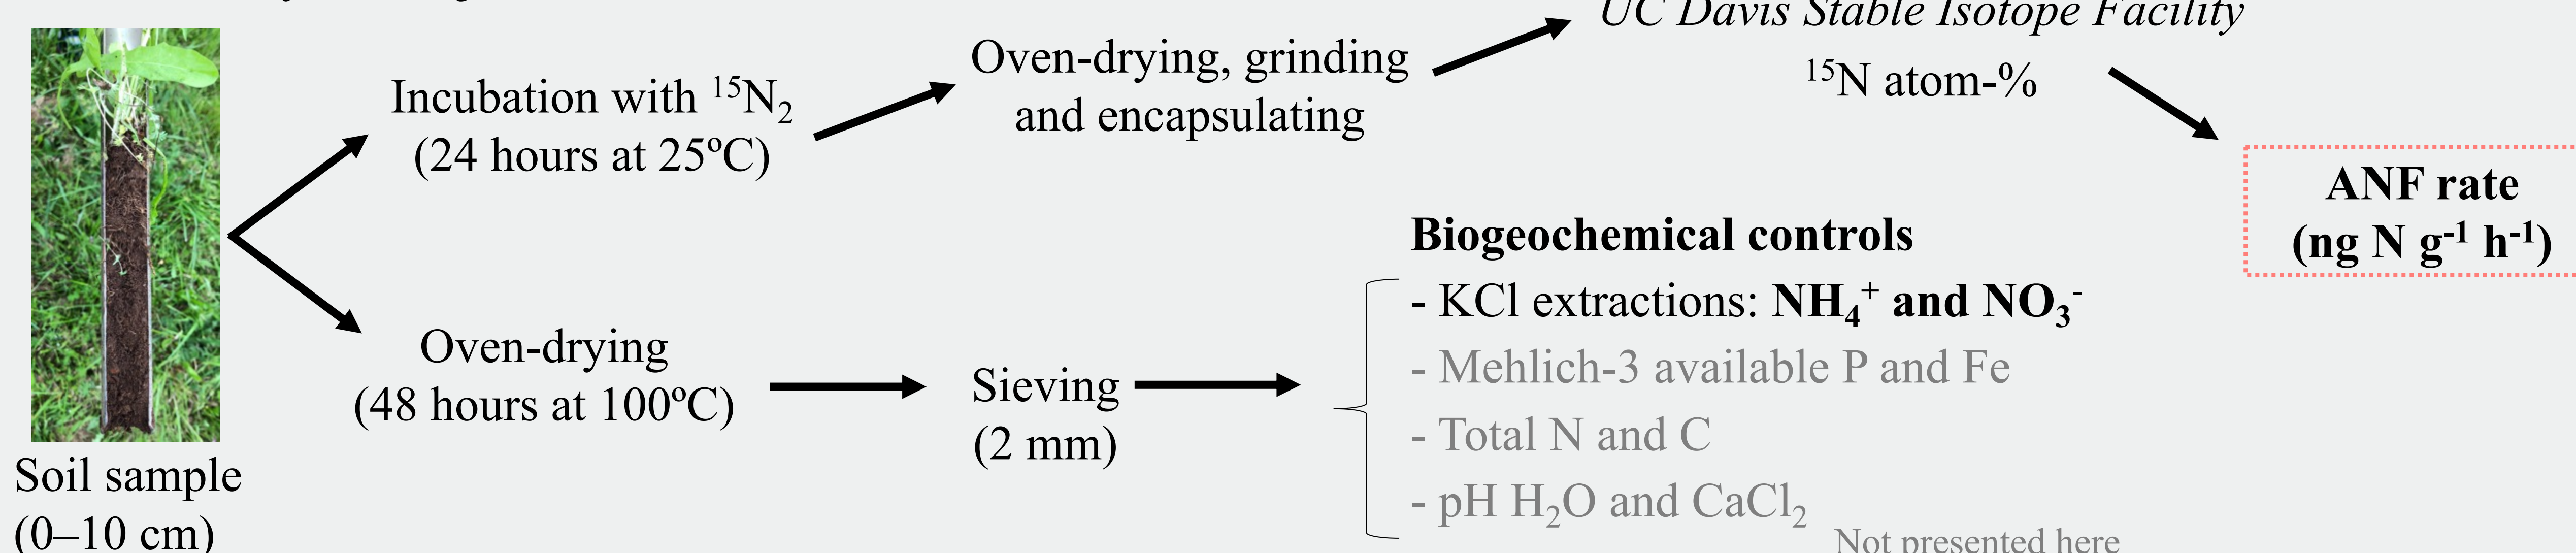 UC Davis Stable Isotope Facility
¹⁵N atom-%
Oven-drying, grinding
and encapsulating
Incubation with ¹⁵N₂
(24 hours at 25ºC)
ANF rate
(ng N g⁻¹ h⁻¹)
Biogeochemical controls
- KCl extractions: NH₄⁺ and NO₃⁻
- Mehlich-3 available P and Fe
- Total N and C
- pH H₂O and CaCl₂
Not presented here
Oven-drying
(48 hours at 100ºC)
Sieving
(2 mm)
Soil sample
(0–10 cm)